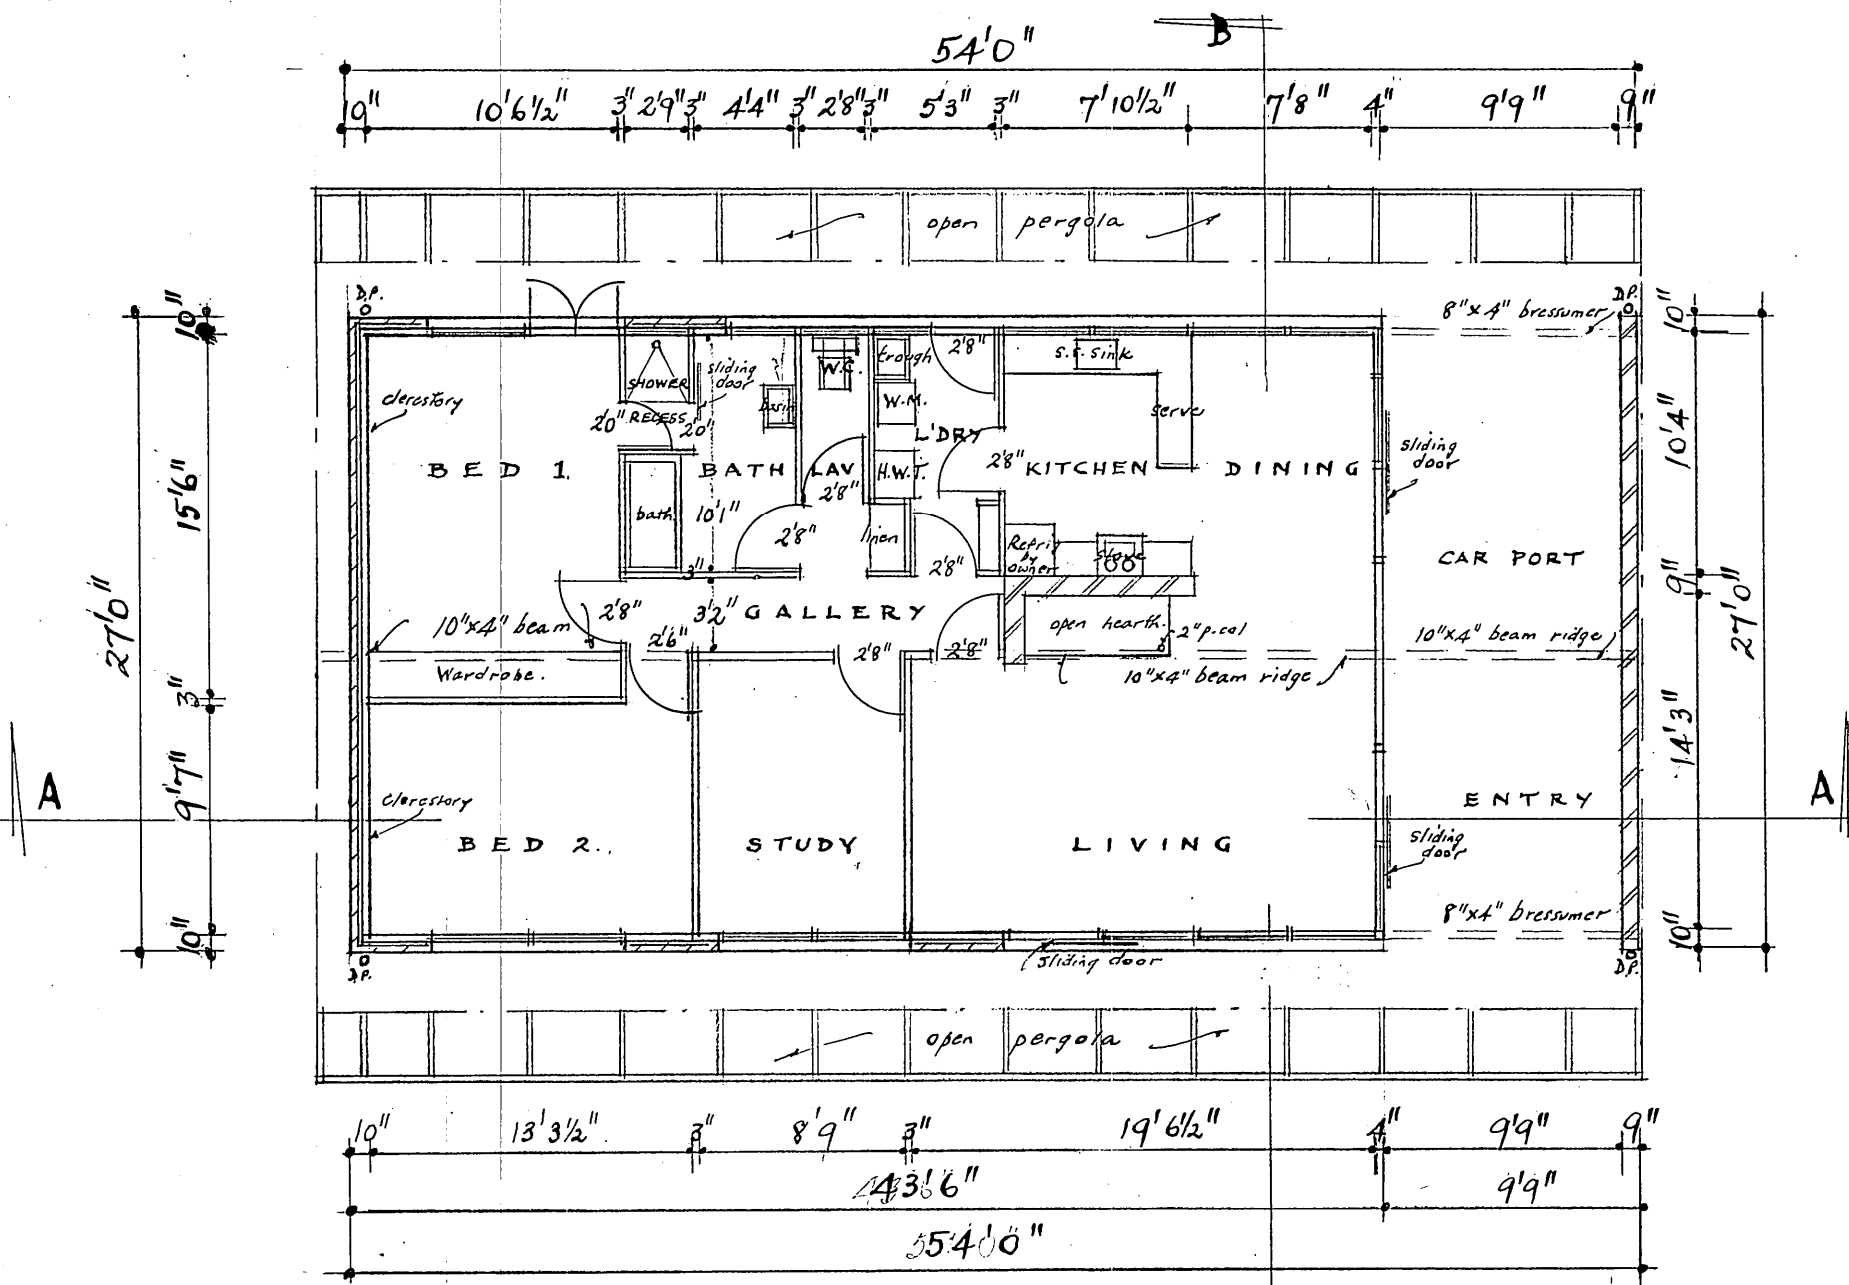 B
54'0"
10" 10'6½" 3" 2'9" 3" 4'4" 3" 2'8" 3" 5'3" 3" 7'10½" 7'8" 4" 9'9" 9"
open pergola
D.P.
D.P.
8"x4" bressumer
10"
10"
2'8"
trough
s.s. sink
W.C.
sliding
door
SHOWER
clerestory
basin
W.M.
serve
2'0" RECESS 2'0"
L'DRY
10'4"
sliding
door
BED 1.
BATH
LAV
H.W.T.
2'8"
KITCHEN
DINING
15'6"
2'8"
bath
10'1"
2'8"
linen
Refrig
by
owner
stove
CAR PORT
3"
2'8"
9"
27'0"
27'0"
2'8"
3'2"
GALLERY
10"x4" beam
open hearth.
2" p.col
10"x4" beam ridge
2'6"
2'8"
2'8"
Wardrobe.
10"x4" beam ridge
3"
14'3"
9'7"
A
A
clerestory
ENTRY
BED 2.
STUDY
LIVING
sliding
door
8"x4" bressumer
10"
10"
sliding door
D.P.
D.P.
open pergola
10" 13'3½" 3" 8'9" 3" 19'6½" 4" 9'9" 9"
43'6" 9'9"